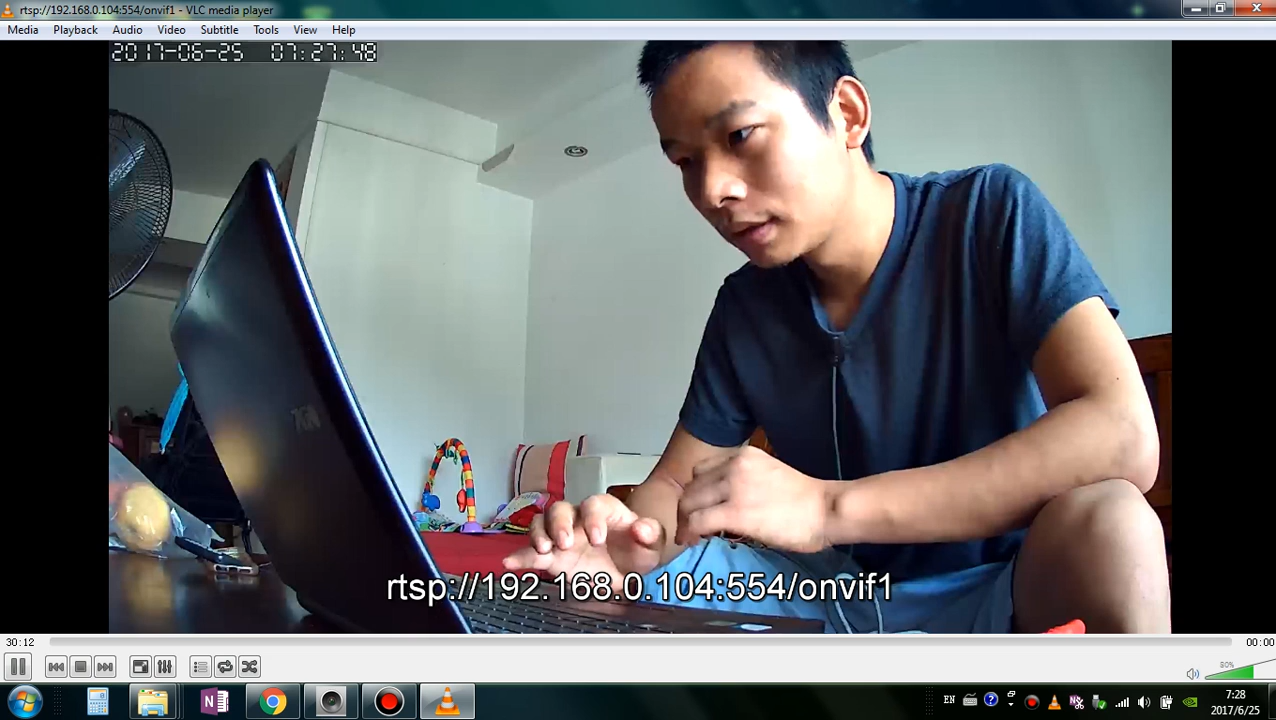 rtsp://192.168.0.104:554/onvif1 - VLC media player
Media Playback Audio Video Subtitle Tools View Help
2017-06-25 07:27:48
rtsp://192.168.0.104:554/onvif1
30:12
00:00
80%
EN
7:28
2017/6/25